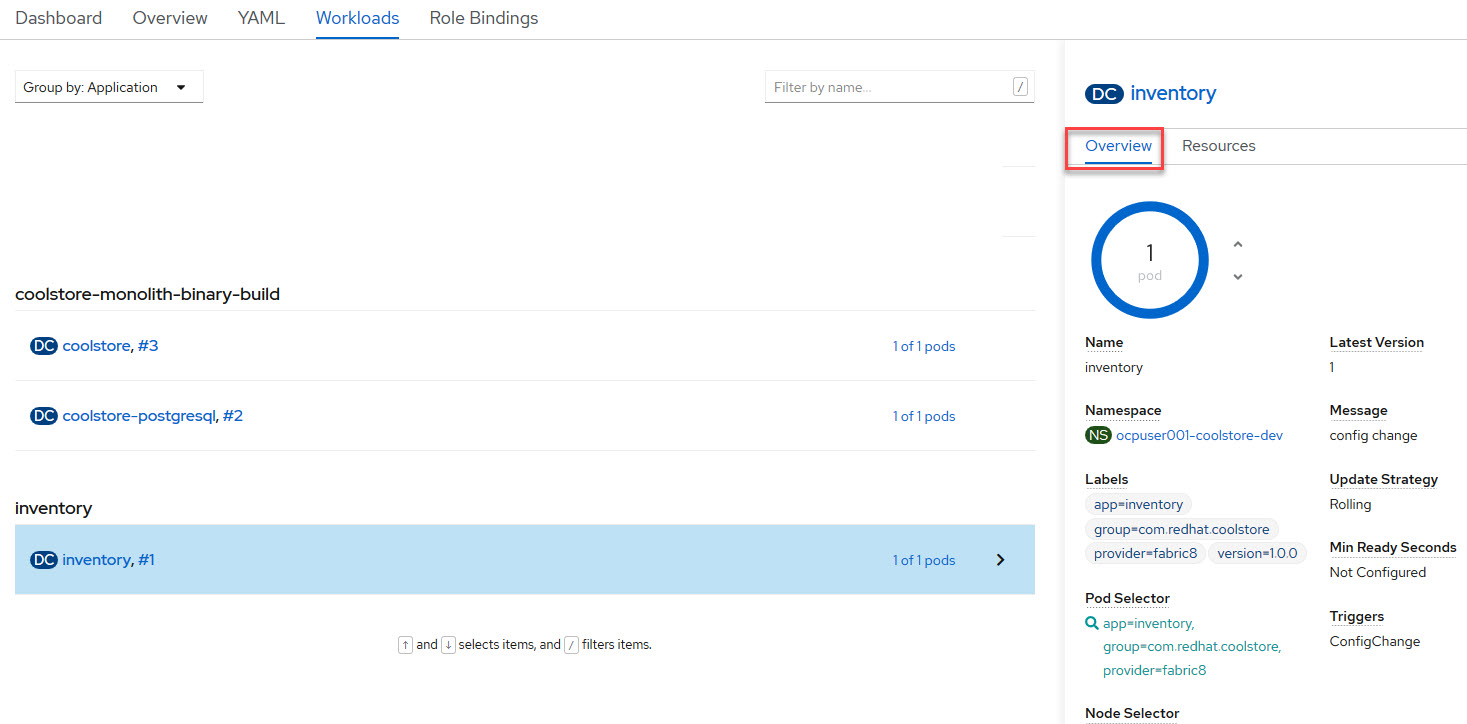 Dashboard Overview YAML Workloads Role Bindings
Group by: Application
Filter by name... /
coolstore-monolith-binary-build
DC coolstore, #3 1 of 1 pods
DC coolstore-postgresql, #2 1 of 1 pods
inventory
DC inventory, #1 1 of 1 pods
↑ and ↓ selects items, and / filters items.
DC inventory
Overview Resources
1
pod
Name
inventory
Namespace
NS ocpuser001-coolstore-dev
Labels
app=inventory
group=com.redhat.coolstore
provider=fabric8 version=1.0.0
Pod Selector
app=inventory,
group=com.redhat.coolstore,
provider=fabric8
Node Selector
Latest Version
1
Message
config change
Update Strategy
Rolling
Min Ready Seconds
Not Configured
Triggers
ConfigChange